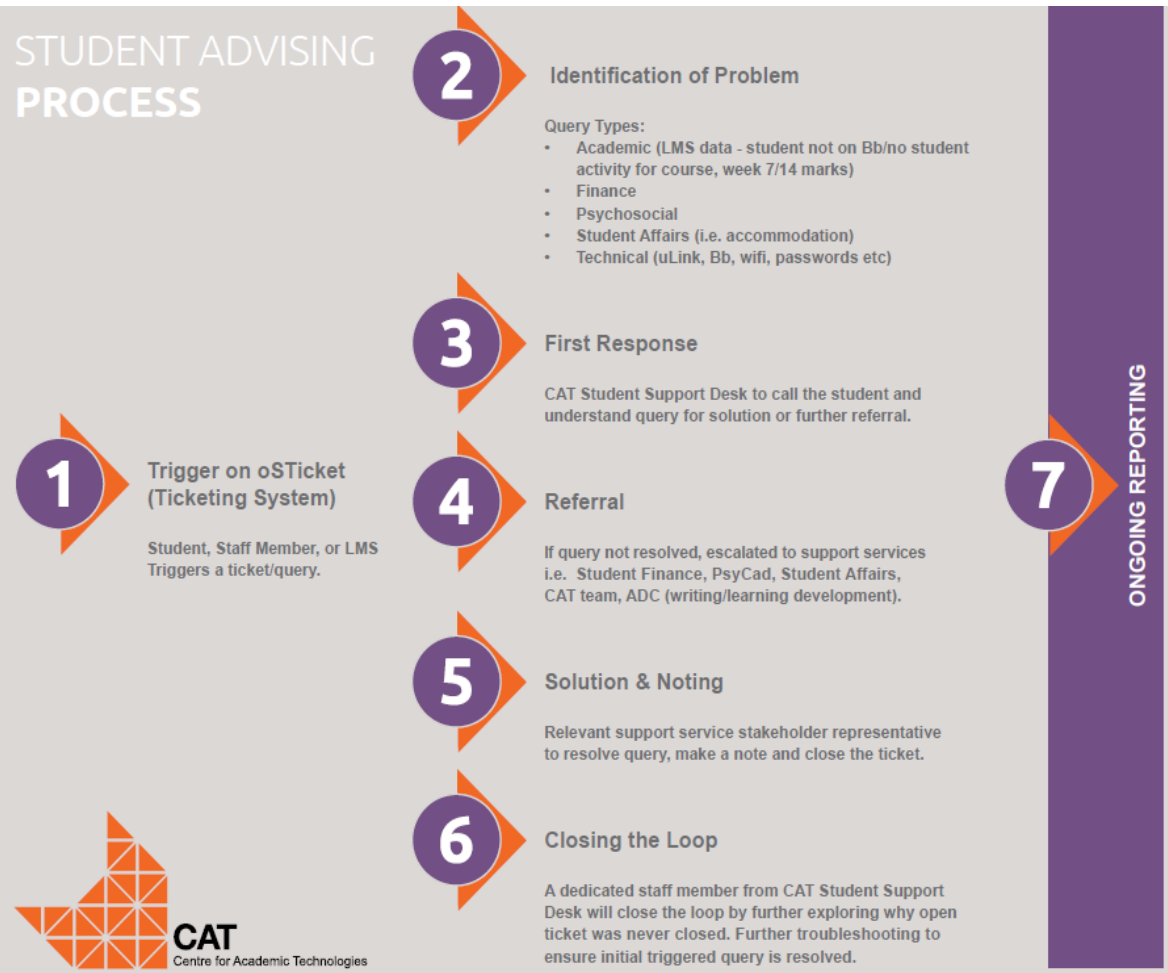 STUDENT ADVISING
PROCESS
1
Trigger on oSTicket
(Ticketing System)
Student, Staff Member, or LMS
Triggers a ticket/query.
2
Identification of Problem
Query Types:
• Academic (LMS data - student not on Bb/no student
activity for course, week 7/14 marks)
• Finance
• Psychosocial
• Student Affairs (i.e. accommodation)
• Technical (uLink, Bb, wifi, passwords etc)
3
First Response
CAT Student Support Desk to call the student and
understand query for solution or further referral.
4
Referral
If query not resolved, escalated to support services
i.e. Student Finance, PsyCad, Student Affairs,
CAT team, ADC (writing/learning development).
5
Solution & Noting
Relevant support service stakeholder representative
to resolve query, make a note and close the ticket.
6
Closing the Loop
A dedicated staff member from CAT Student Support
Desk will close the loop by further exploring why open
ticket was never closed. Further troubleshooting to
ensure initial triggered query is resolved.
7
ONGOING REPORTING
CAT
Centre for Academic Technologies